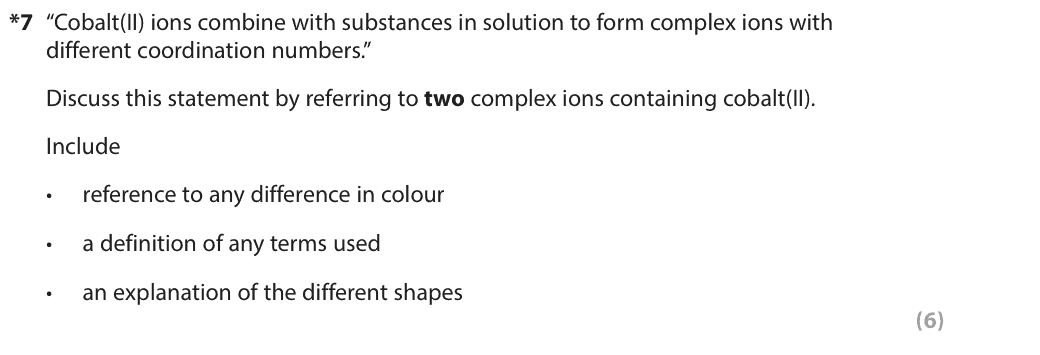 *7 “Cobalt(II) ions combine with substances in solution to form complex ions with
different coordination numbers.”
Discuss this statement by referring to two complex ions containing cobalt(II).
Include
• reference to any difference in colour
• a definition of any terms used
• an explanation of the different shapes
(6)